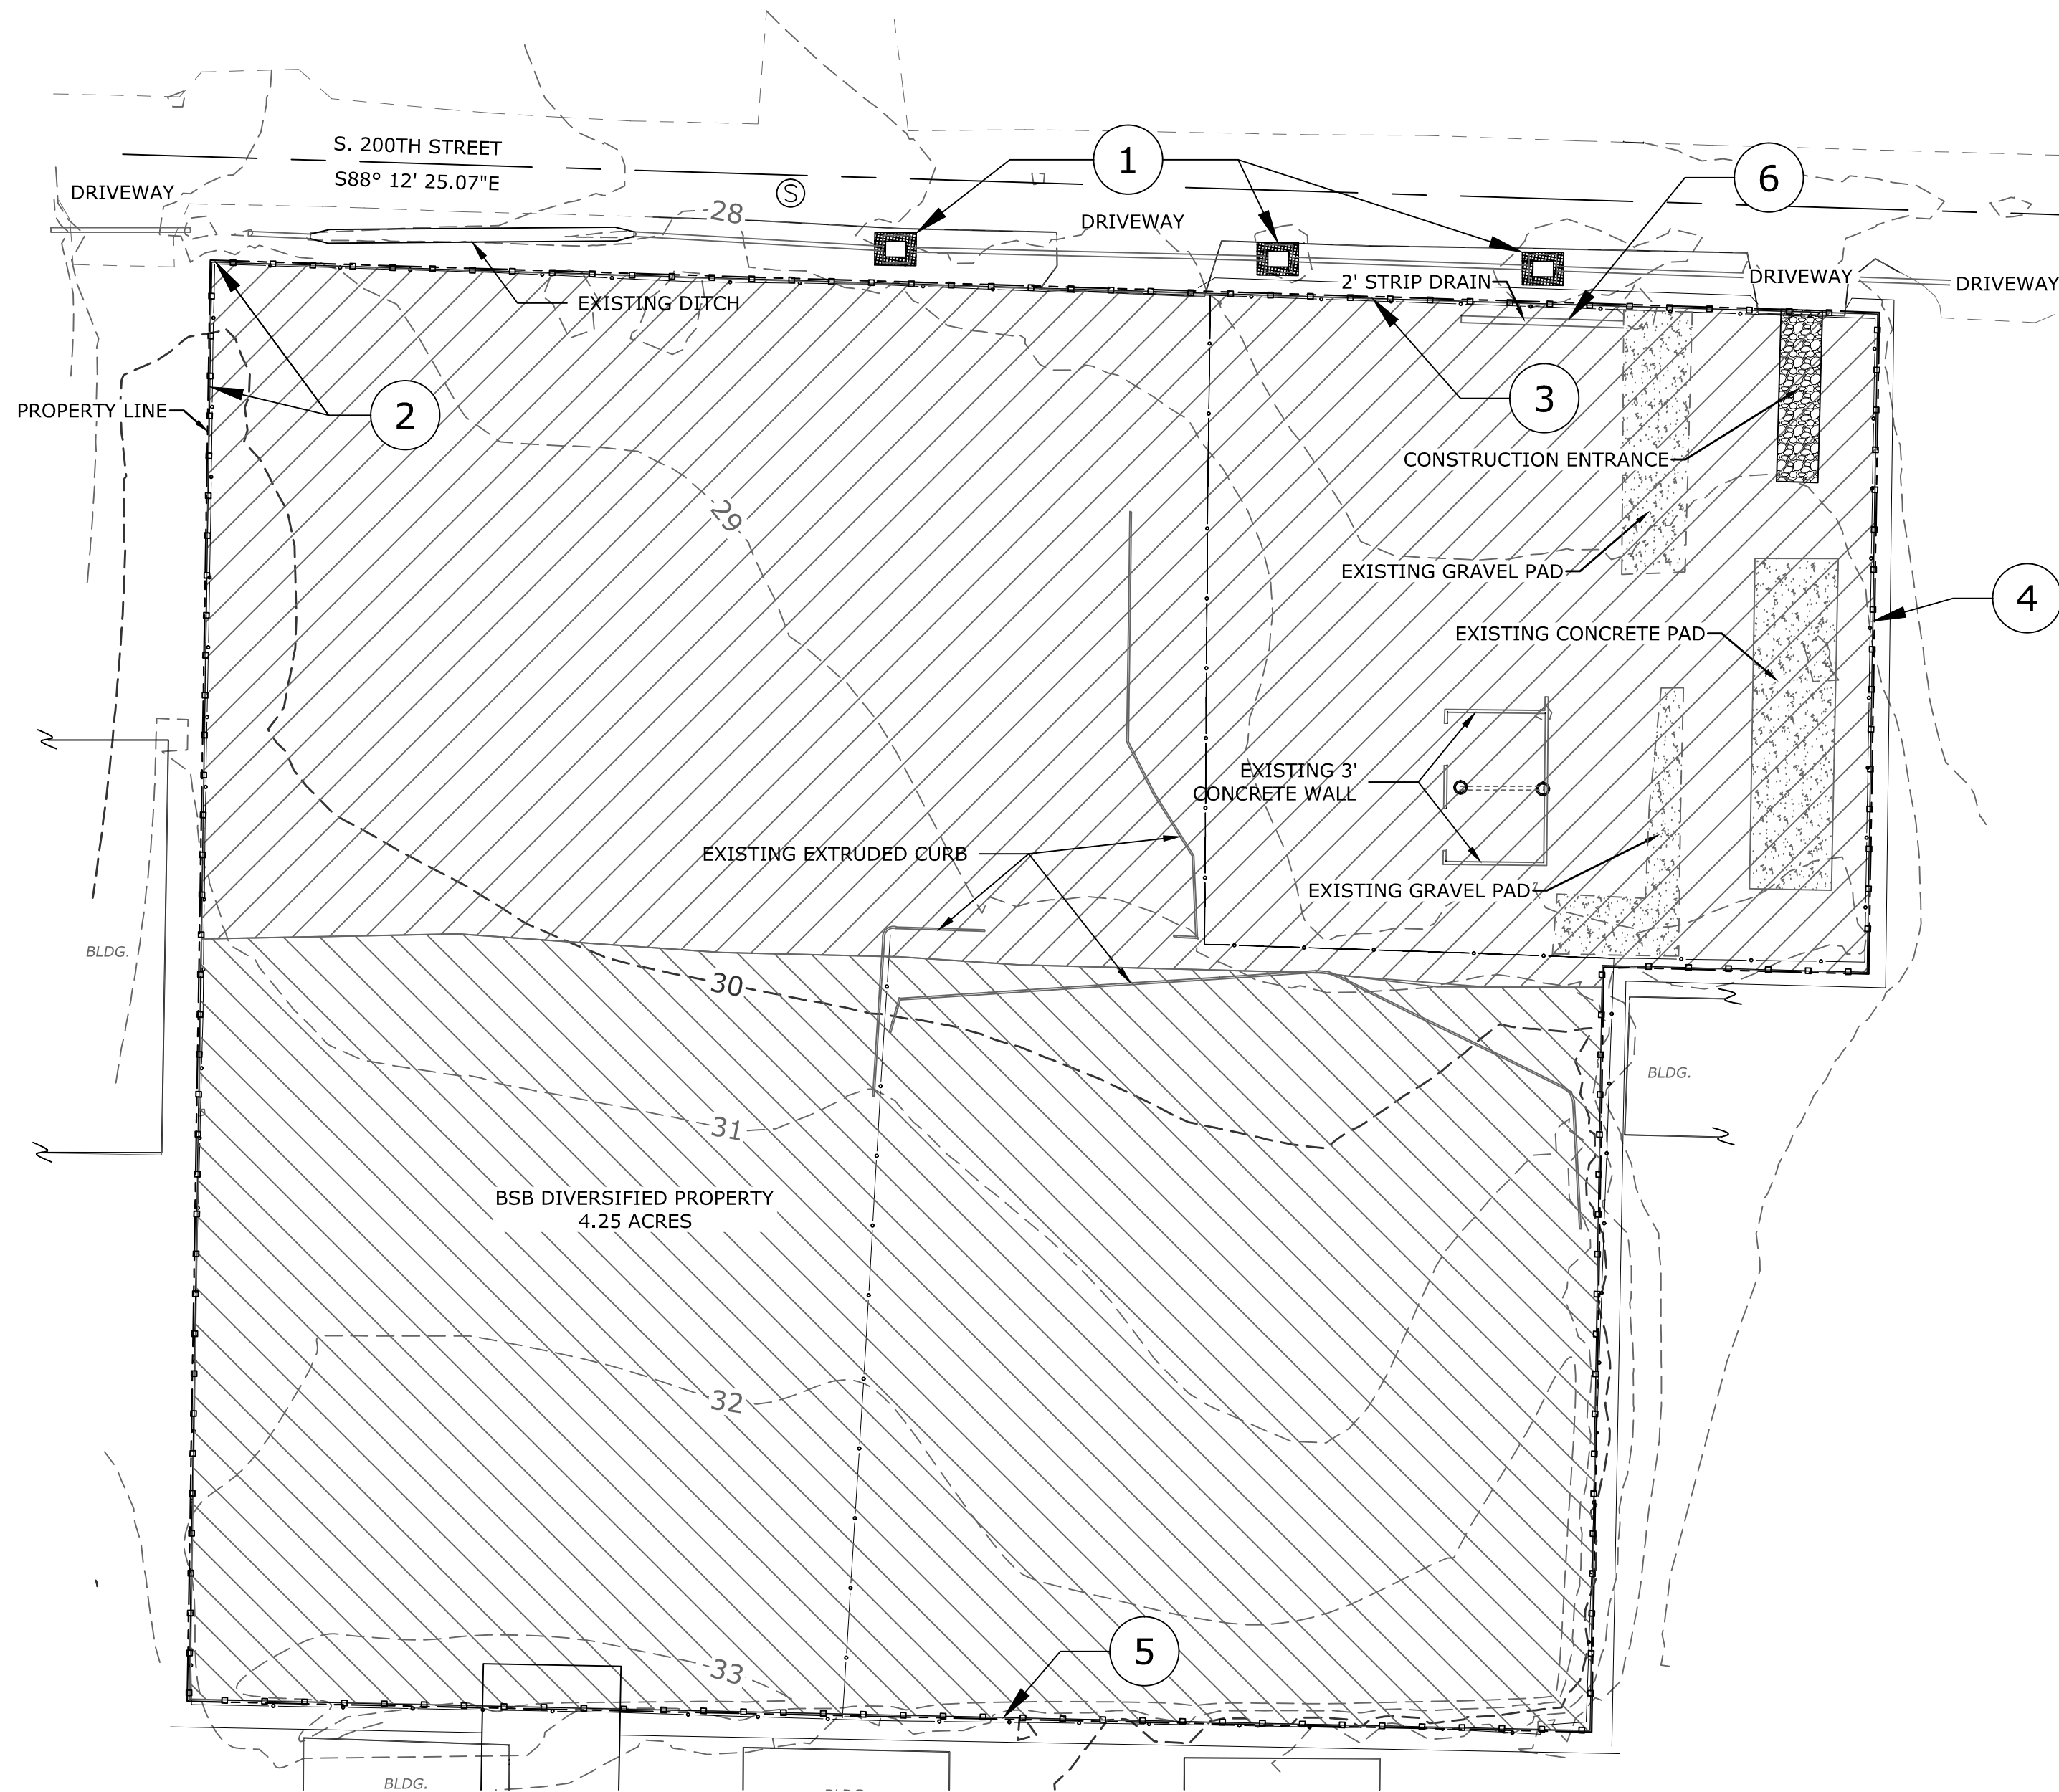 S. 200TH STREET
S88° 12' 25.07"E
DRIVEWAY
S
1
6
28
DRIVEWAY
DRIVEWAY
DRIVEWAY
2' STRIP DRAIN
EXISTING DITCH
2
3
PROPERTY LINE
CONSTRUCTION ENTRANCE
29
EXISTING GRAVEL PAD
4
EXISTING CONCRETE PAD
EXISTING 3'
CONCRETE WALL
EXISTING EXTRUDED CURB
EXISTING GRAVEL PAD
BLDG.
30
BLDG.
31
BSB DIVERSIFIED PROPERTY
4.25 ACRES
32
5
33
BLDG.